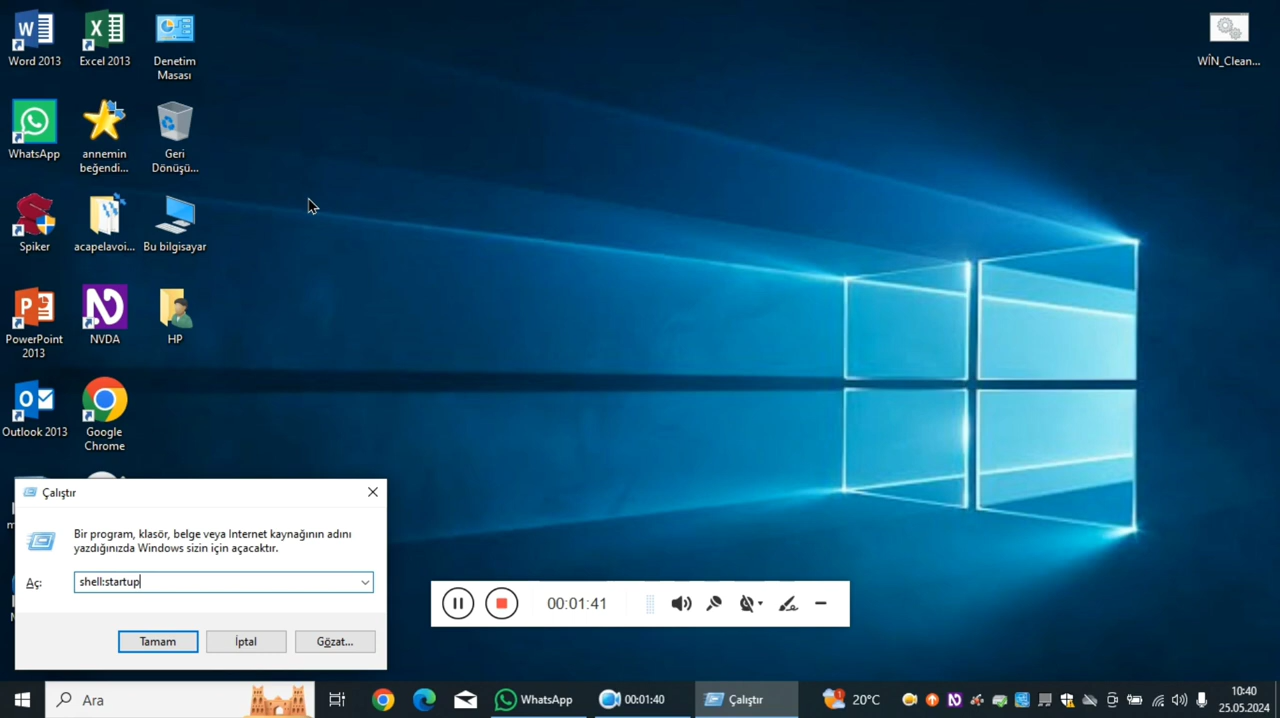 Word 2013
Excel 2013
Denetim
Masası
WİN_Clean...
WhatsApp
annemin
beğendi...
Geri
Dönüşü...
Spiker
acapelavoi...
Bu bilgisayar
PowerPoint
2013
NVDA
HP
Outlook 2013
Google
Chrome
Çalıştır
Bir program, klasör, belge veya Internet kaynağının adını
yazdığınızda Windows sizin için açacaktır.
Aç:
shell:startup
Tamam
İptal
Gözat...
00:01:41
Ara
WhatsApp
00:01:40
Çalıştır
20°C
10:40
25.05.2024